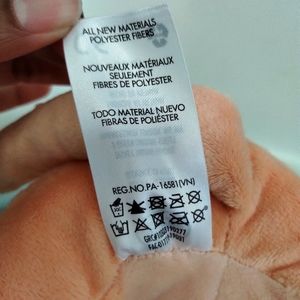 ALL NEW MATERIALS
POLYESTER FIBERS
NOUVEAUX MATÉRIAUX
SEULEMENT
FIBRES DE POLYESTER
TODO MATERIAL NUEVO
FIBRAS DE POLIÉSTER
REG.NO.PA-16581(VN)